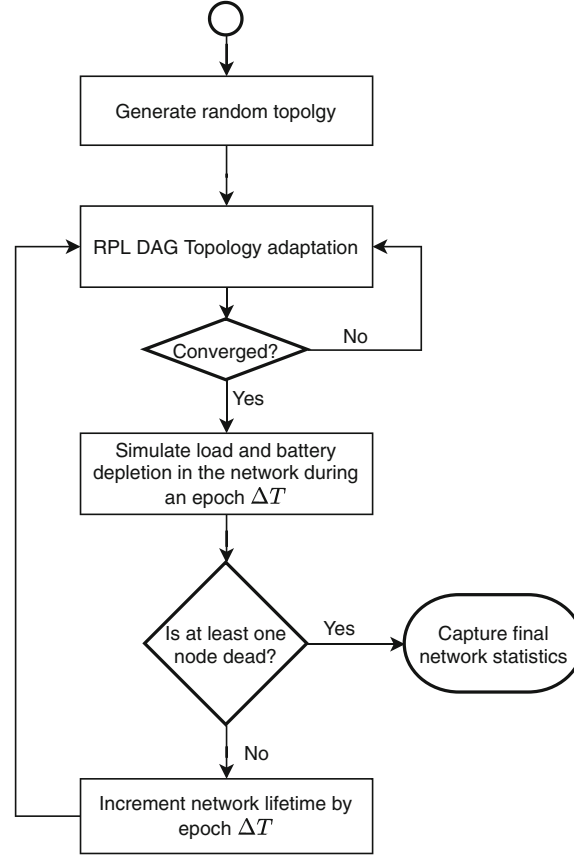 Generate random topolgy
RPL DAG Topology adaptation
Converged?
No
Yes
Simulate load and battery
depletion in the network during
an epoch ΔT
Is at least one
node dead?
Yes
Capture final
network statistics
No
Increment network lifetime by
epoch ΔT